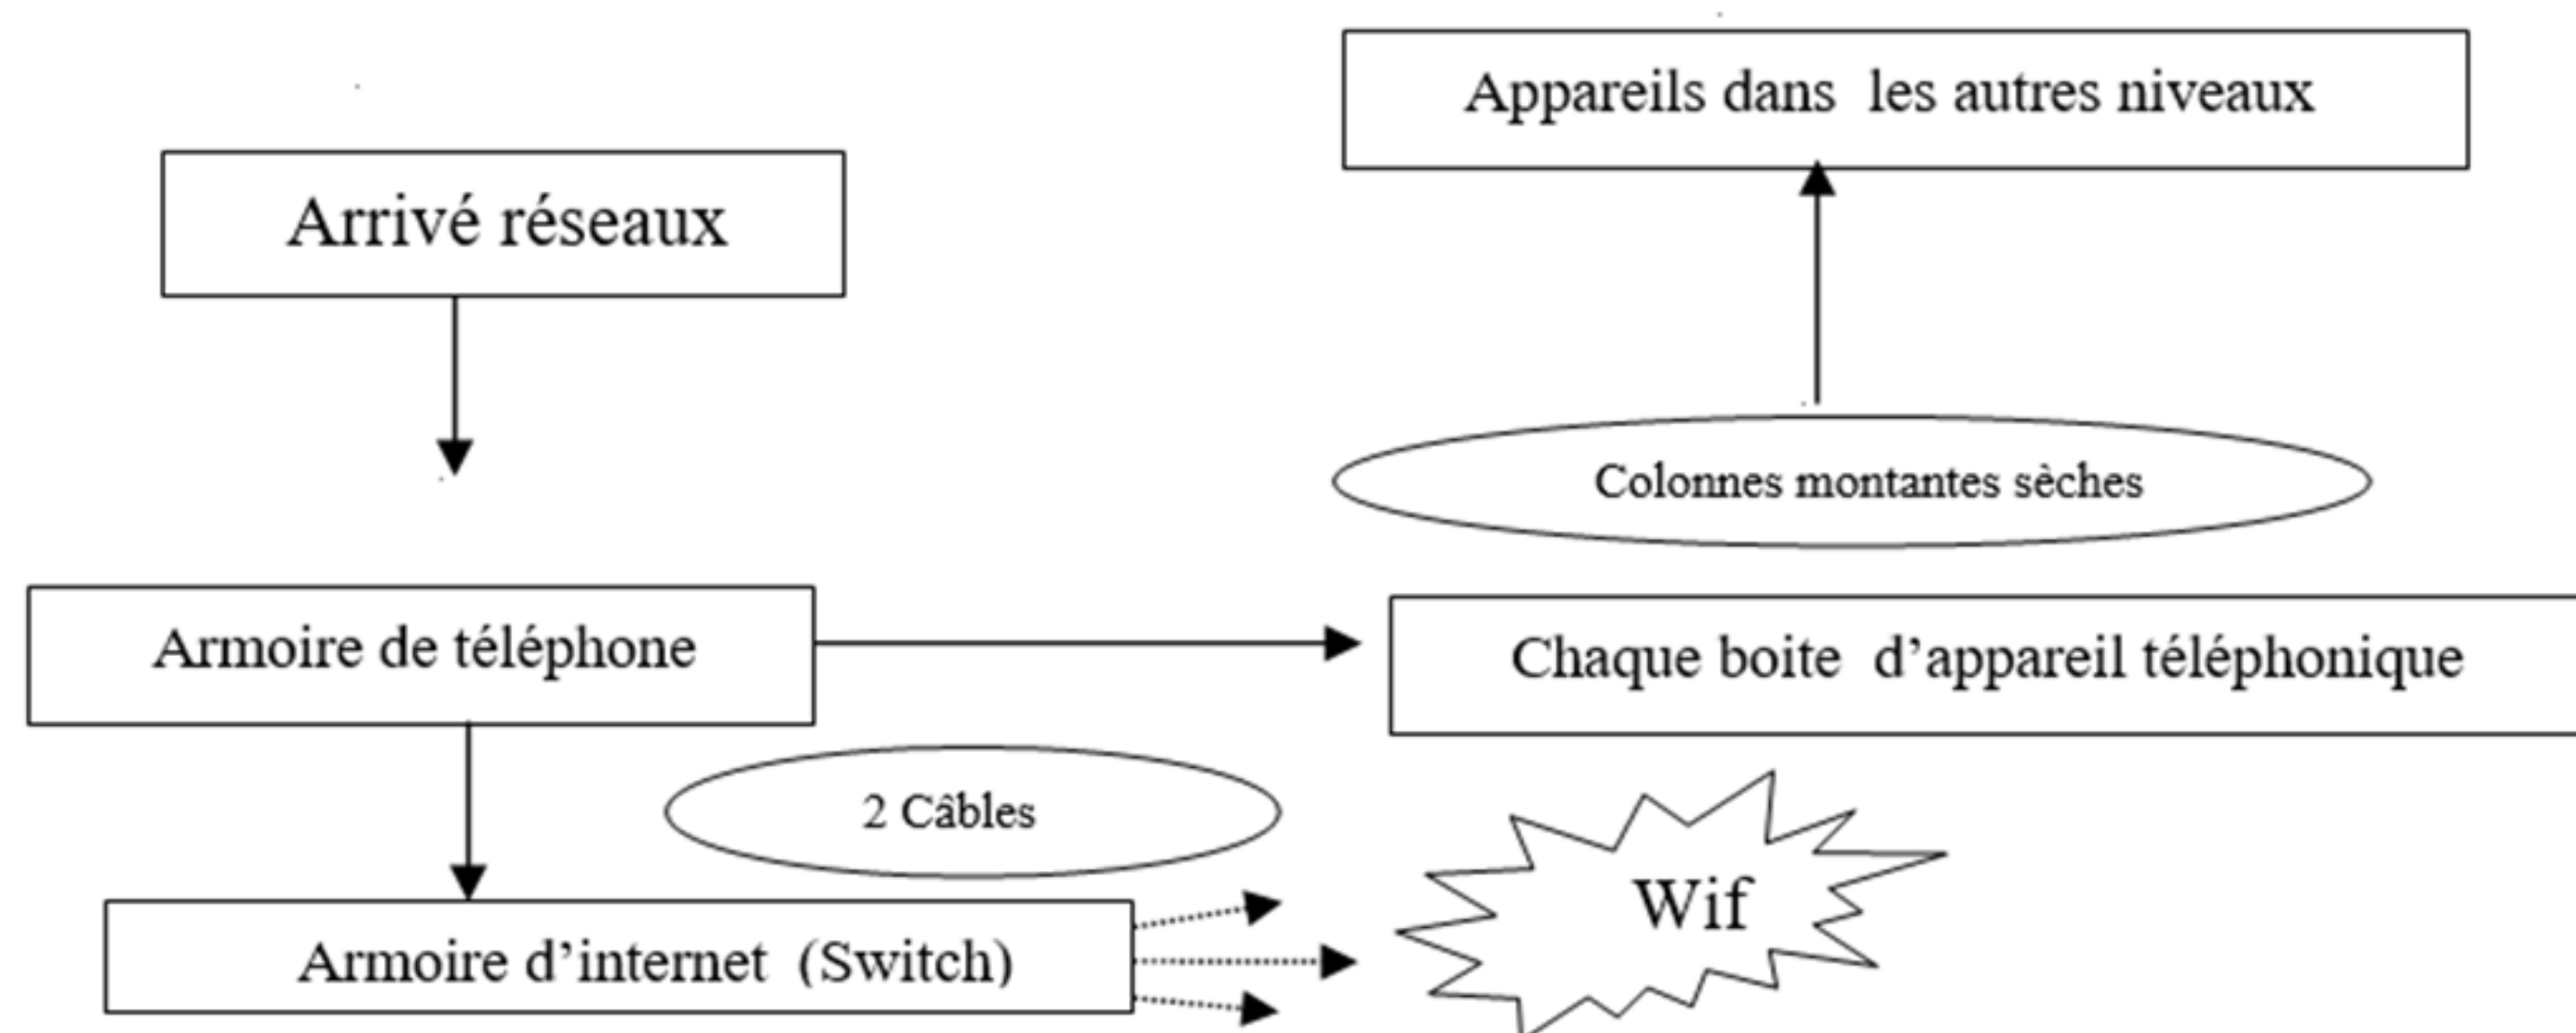 Appareils dans les autres niveaux
Arrivé réseaux
Colonnes montantes sèches
Armoire de téléphone
Chaque boite d’appareil téléphonique
2 Câbles
Wif
Armoire d’internet (Switch)